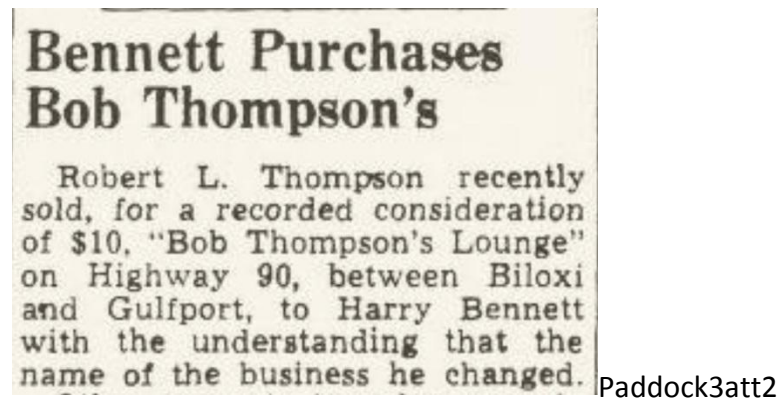 Bennett Purchases
Bob Thompson's
Robert L. Thompson recently
sold, for a recorded consideration
of $10, "Bob Thompson's Lounge"
on Highway 90, between Biloxi
and Gulfport, to Harry Bennett
with the understanding that the
name of the business he changed.
Paddock3att2